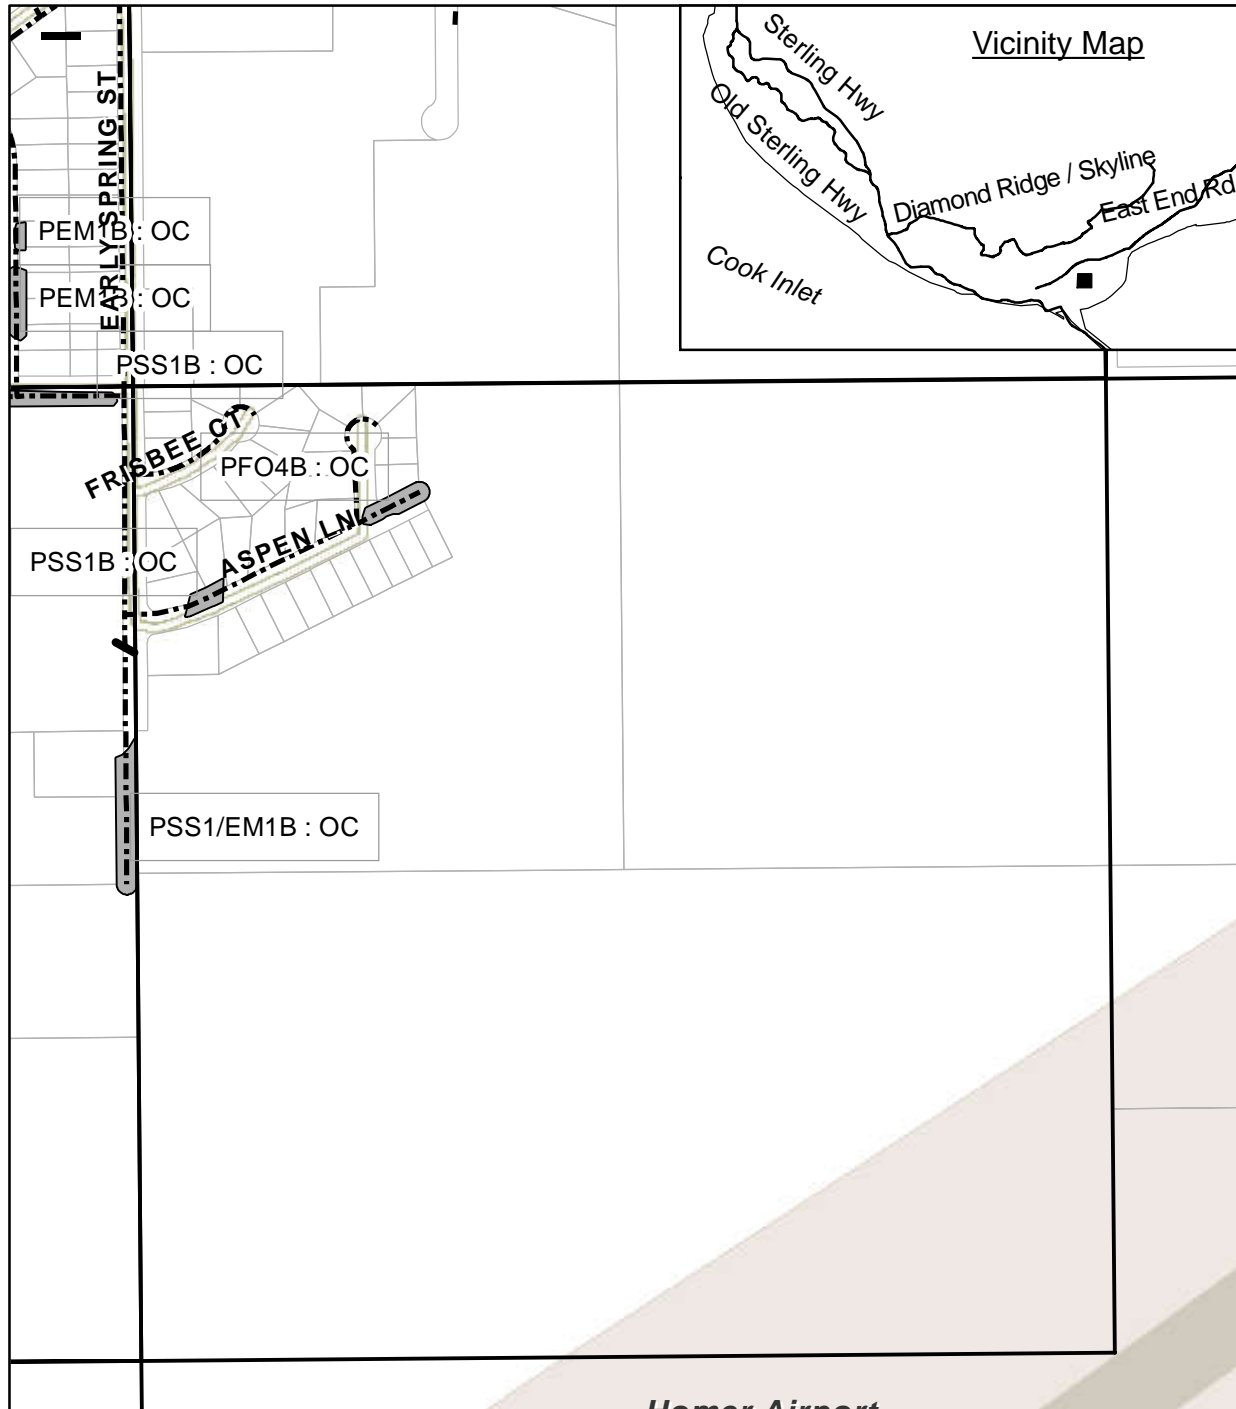 Vicinity Map
Sterling Hwy
Old Sterling Hwy
Diamond Ridge / Skyline
East End Rd
Cook Inlet
EARLY SPRING ST
PEM1B : OC
PEM1B : OC
PSS1B : OC
FRISBEE CT
PFO4B : OC
ASPEN LN
PSS1B : OC
PSS1/EM1B : OC
Homer Airport